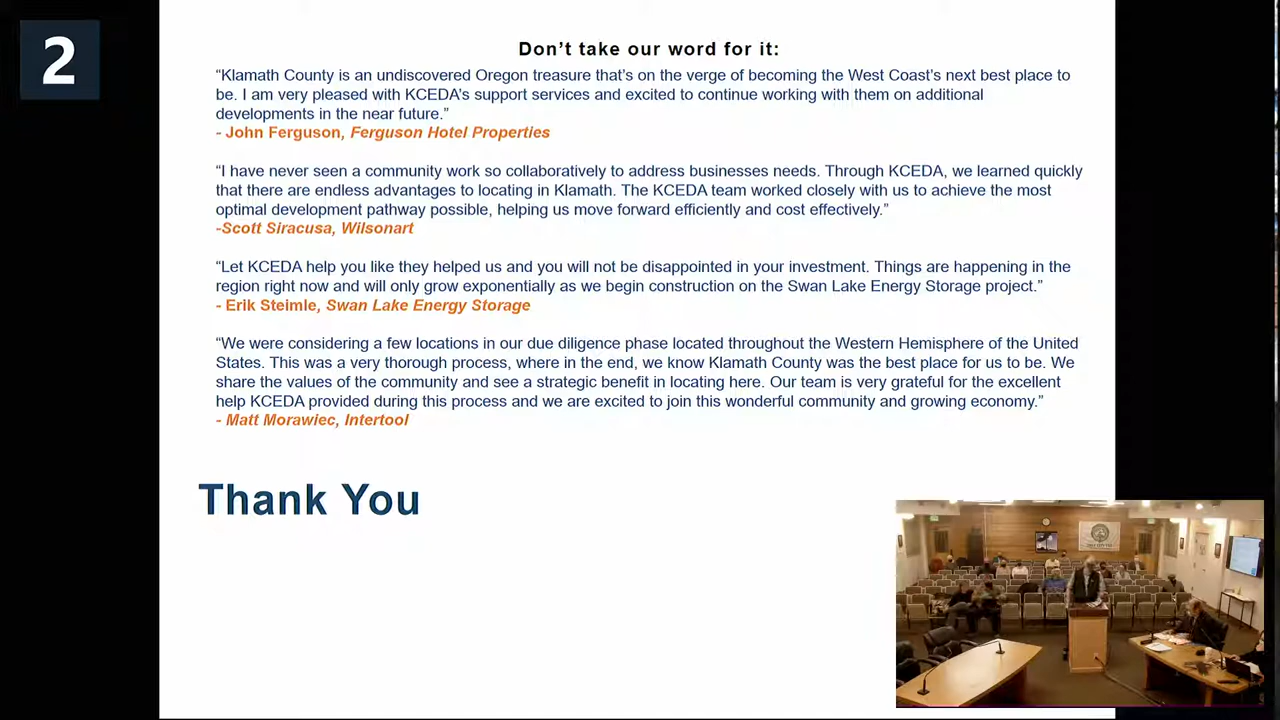 2
Don't take our word for it:
“Klamath County is an undiscovered Oregon treasure that's on the verge of becoming the West Coast's next best place to
be. I am very pleased with KCEDA's support services and excited to continue working with them on additional
developments in the near future.”
- John Ferguson, Ferguson Hotel Properties
“I have never seen a community work so collaboratively to address businesses needs. Through KCEDA, we learned quickly
that there are endless advantages to locating in Klamath. The KCEDA team worked closely with us to achieve the most
optimal development pathway possible, helping us move forward efficiently and cost effectively.”
-Scott Siracusa, Wilsonart
“Let KCEDA help you like they helped us and you will not be disappointed in your investment. Things are happening in the
region right now and will only grow exponentially as we begin construction on the Swan Lake Energy Storage project.”
- Erik Steimle, Swan Lake Energy Storage
“We were considering a few locations in our due diligence phase located throughout the Western Hemisphere of the United
States. This was a very thorough process, where in the end, we know Klamath County was the best place for us to be. We
share the values of the community and see a strategic benefit in locating here. Our team is very grateful for the excellent
help KCEDA provided during this process and we are excited to join this wonderful community and growing economy.”
- Matt Morawiec, Intertool
Thank You